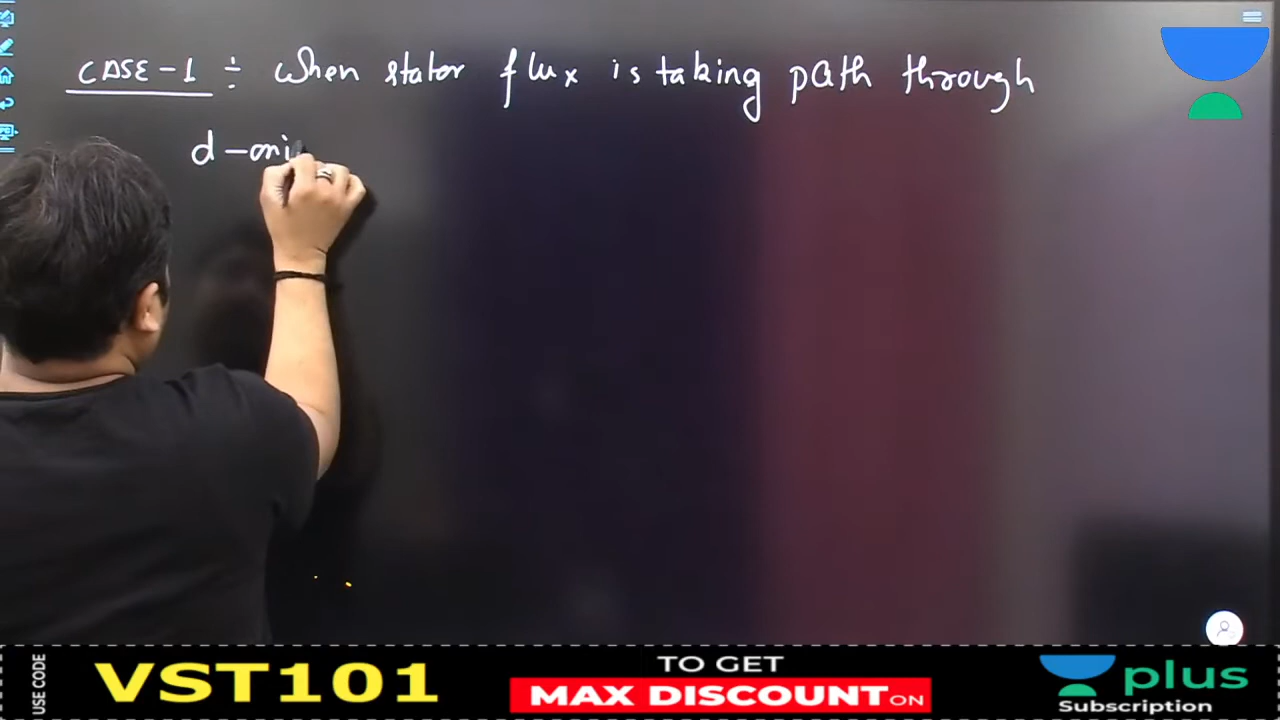 CASE-1 ÷ When stator flux is taking path through
d-axi
USE CODE
VST101
TO GET
MAX DISCOUNT ON
plus
Subscription